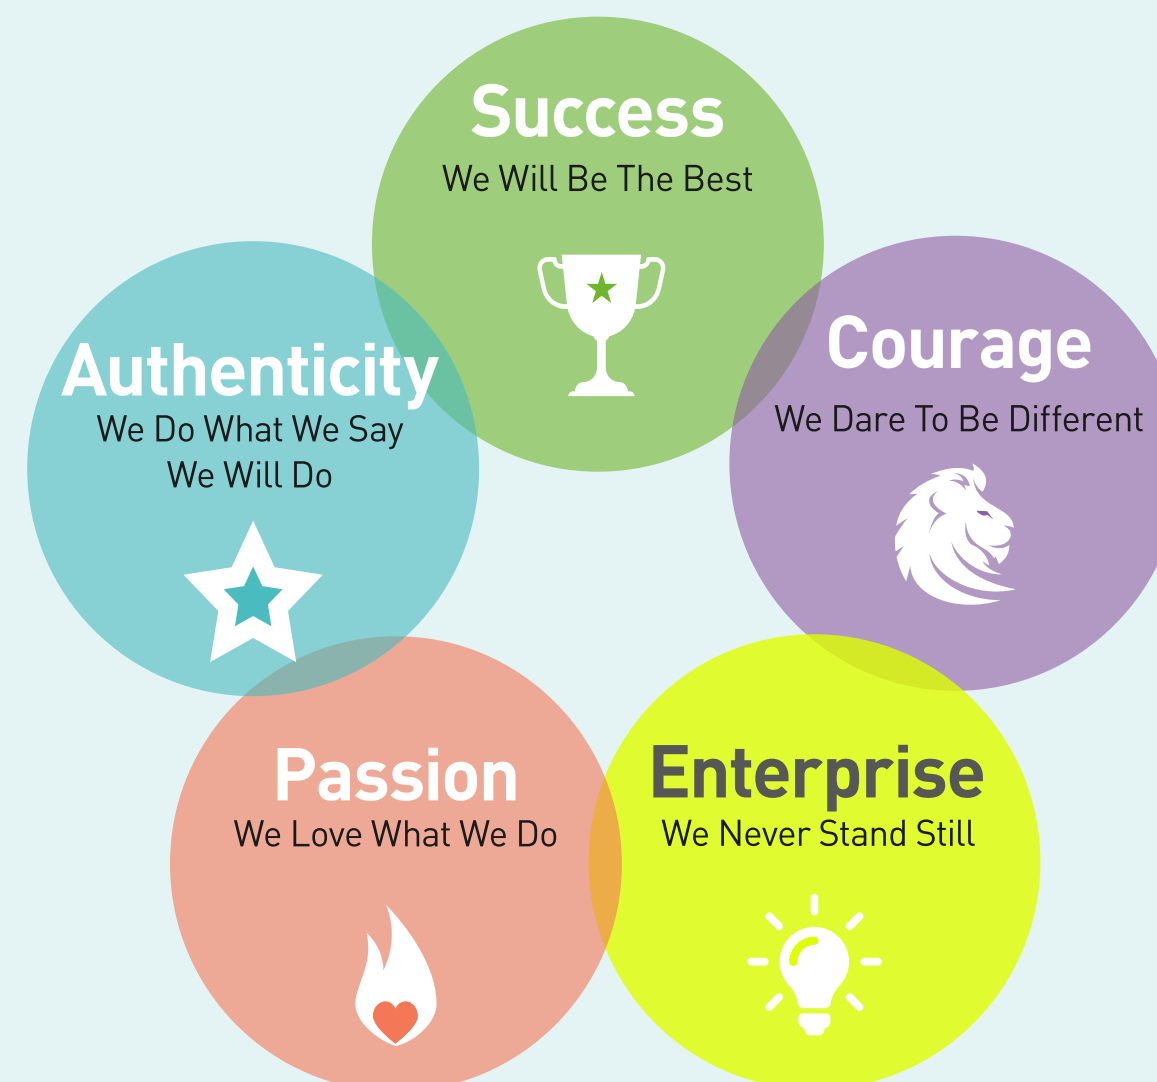 Success
We Will Be The Best
Authenticity
We Do What We Say
We Will Do
Courage
We Dare To Be Different
Passion
We Love What We Do
Enterprise
We Never Stand Still